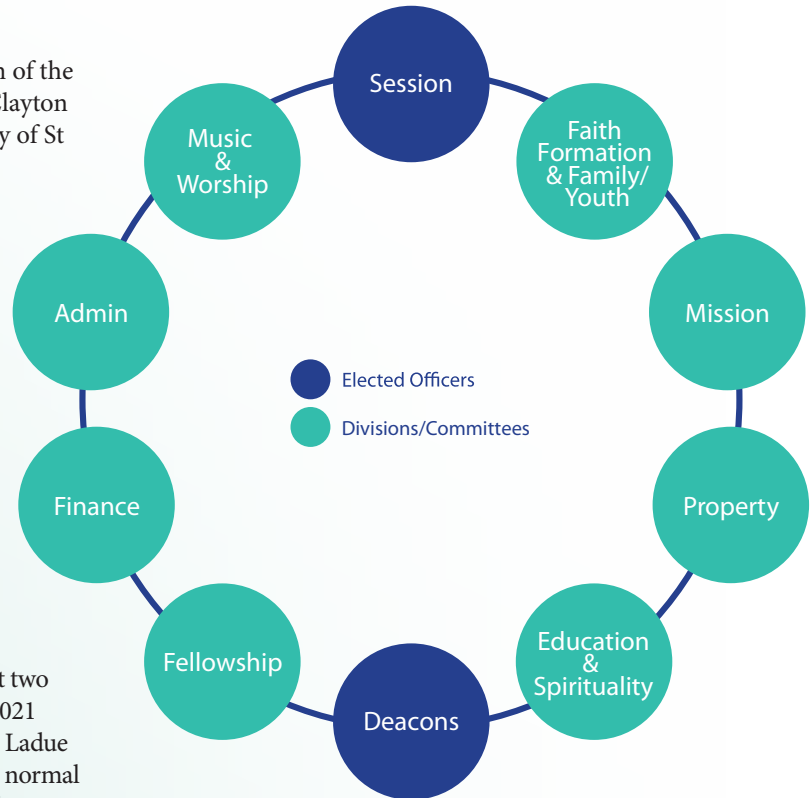 n of the
Clayton
y of St
Session
Music
&
Worship
Faith
Formation
& Family/
Youth
Admin
Mission
Elected Officers
Divisions/Committees
Finance
Property
Fellowship
Education
&
Spirituality
Deacons
t two
021
Ladue
normal